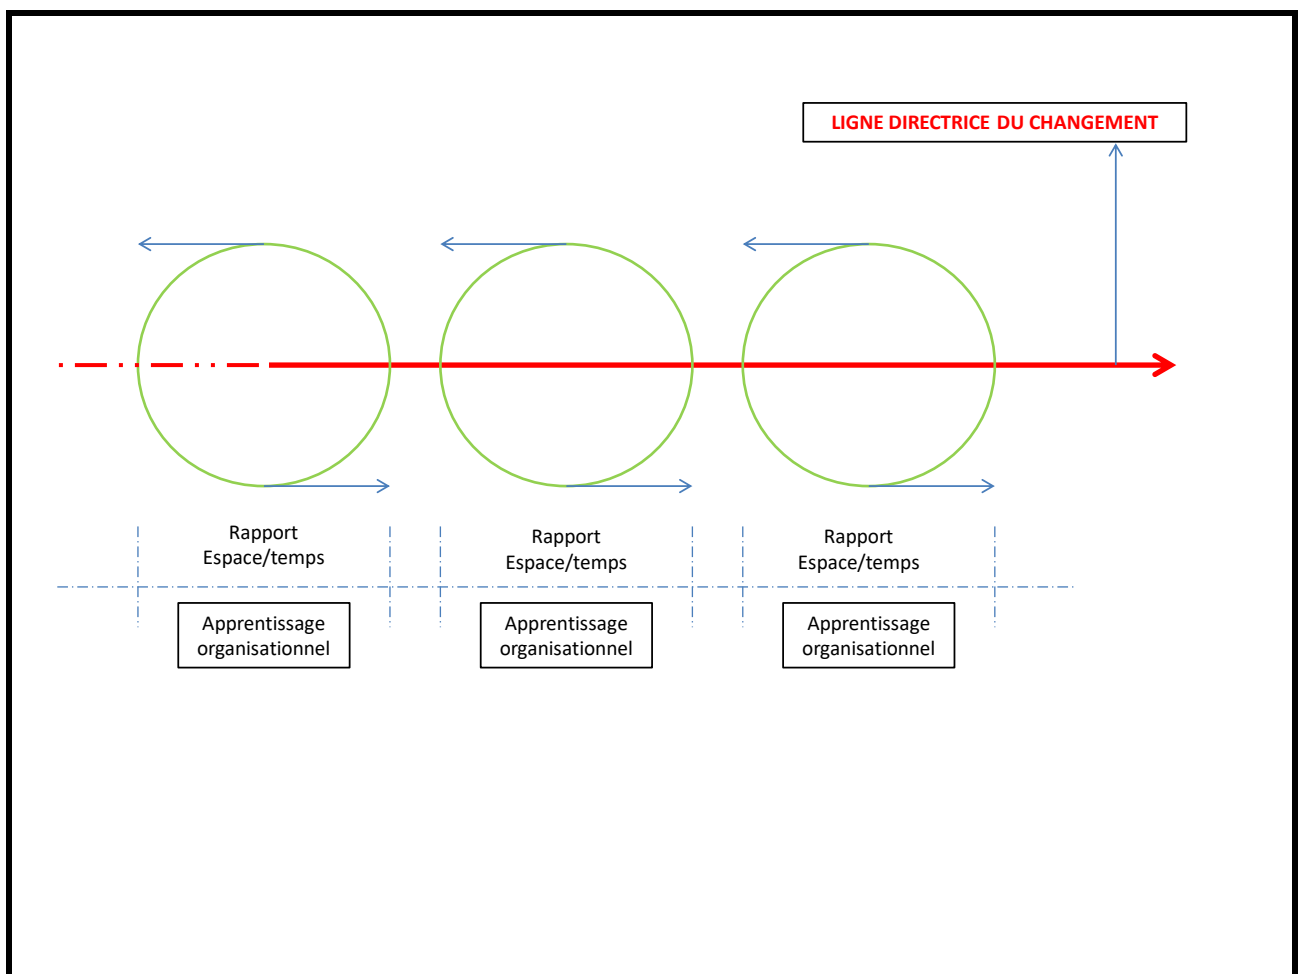 LIGNE DIRECTRICE DU CHANGEMENT
Rapport
Espace/temps
Rapport
Espace/temps
Rapport
Espace/temps
Apprentissage
organisationnel
Apprentissage
organisationnel
Apprentissage
organisationnel